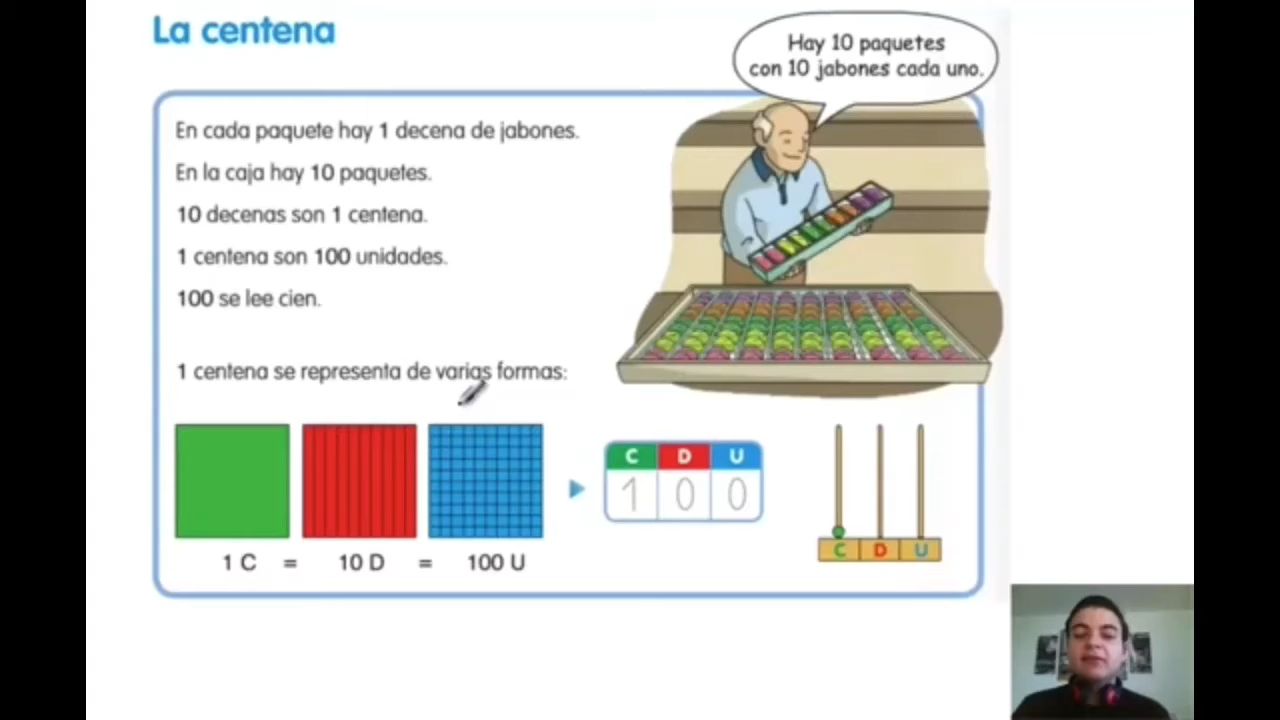 La centena
Hay 10 paquetes
con 10 jabones cada uno.
En cada paquete hay 1 decena de jabones.
En la caja hay 10 paquetes.
10 decenas son 1 centena.
1 centena son 100 unidades.
100 se lee cien.
1 centena se representa de varias formas:
C D U
1 0 0
1 C = 10 D = 100 U
C D U